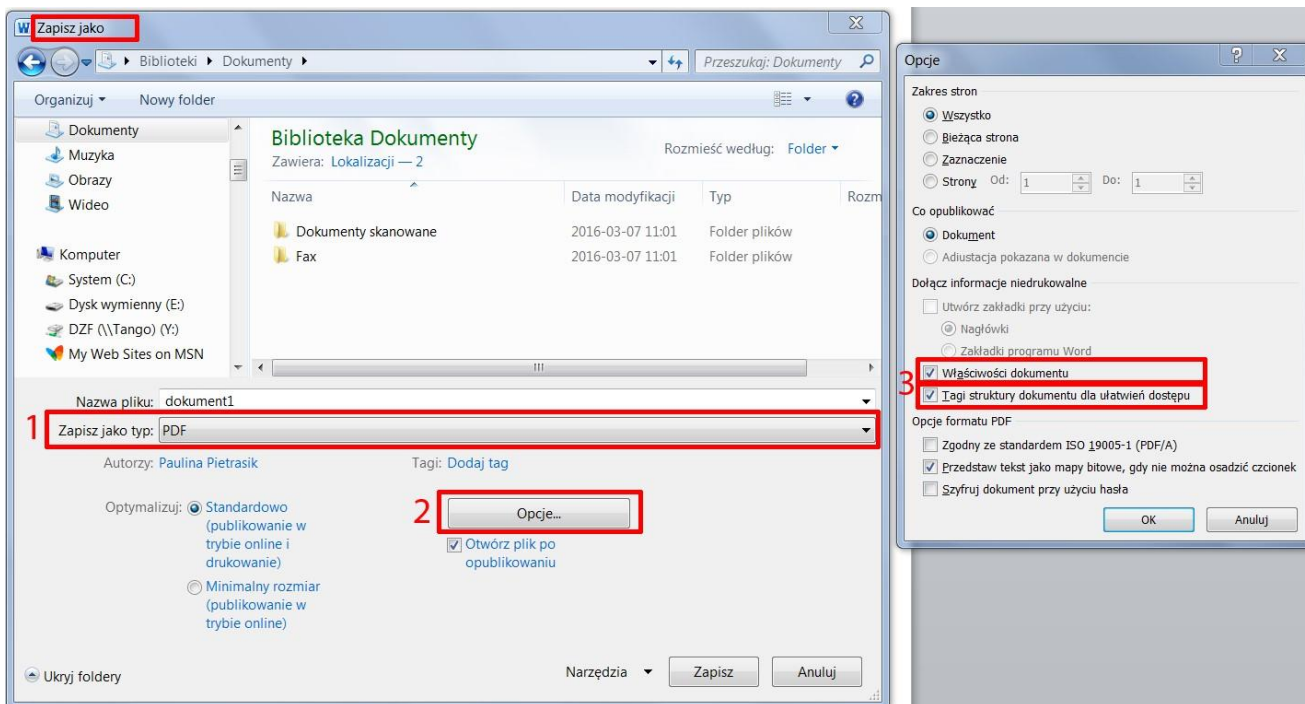 Zapisz jako
Biblioteki ▸ Dokumenty ▸
Przeszukaj: Dokumenty
Organizuj
Nowy folder
Dokumenty
Muzyka
Obrazy
Wideo
Komputer
System (C:)
Dysk wymienny (E:)
DZF (\\Tango) (Y:)
My Web Sites on MSN
Biblioteka Dokumenty
Zawiera: Lokalizacji — 2
Rozmieść według: Folder
Nazwa Data modyfikacji Typ Rozm
Dokumenty skanowane 2016-03-07 11:01 Folder plików
Fax 2016-03-07 11:01 Folder plików
Nazwa pliku: dokument1
1 Zapisz jako typ: PDF
Autorzy: Paulina Pietrasik
Tagi: Dodaj tag
Optymalizuj: Standardowo
(publikowanie w
trybie online i
drukowanie)
Minimalny rozmiar
(publikowanie w
trybie online)
2 Opcje...
Otwórz plik po
opublikowaniu
Ukryj foldery
Narzędzia
Zapisz
Anuluj
Opcje
Zakres stron
Wszystko
Bieżąca strona
Zaznaczenie
Strony Od: 1 Do: 1
Co opublikować
Dokument
Adiustacja pokazana w dokumencie
Dołącz informacje niedrukowalne
Utwórz zakładki przy użyciu:
Nagłówki
Zakładki programu Word
3 Właściwości dokumentu
Tagi struktury dokumentu dla ułatwień dostępu
Opcje formatu PDF
Zgodny ze standardem ISO 19005-1 (PDF/A)
Przedstaw tekst jako mapy bitowe, gdy nie można osadzić czcionek
Szyfruj dokument przy użyciu hasła
OK
Anuluj